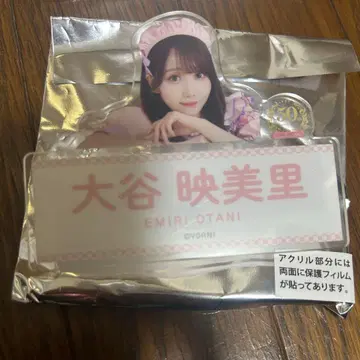 大谷 映美里
EMIRI OTANI
アクリル部分には
両面に保護フィルム
が貼ってあります。